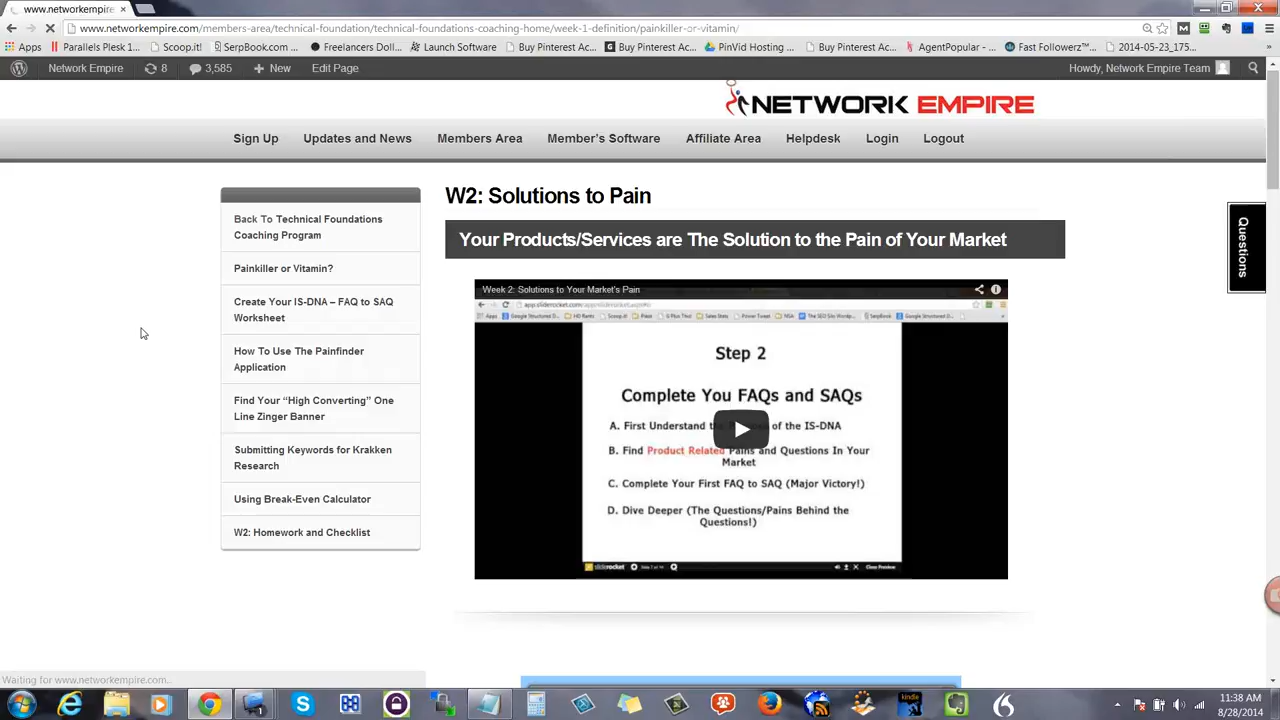 www.networkempire.com
www.networkempire.com/members-area/technical-foundation/technical-foundations-coaching-home/week-1-definition/painkiller-or-vitamin/
Apps Parallels Plesk 1... Scoop.it! SerpBook.com Freelancers Doll... Launch Software... Buy Pinterest Ac... Buy Pinterest Ac... PinVid Hosting ... Buy Pinterest Ac... AgentPopular - ... Fast Followerz™... 2014-05-23_175... »
Network Empire 8 3,585 New Edit Page Howdy, Network Empire Team
NETWORK EMPIRE
Sign Up Updates and News Members Area Member's Software Affiliate Area Helpdesk Login Logout
W2: Solutions to Pain
Your Products/Services are The Solution to the Pain of Your Market
Back To Technical Foundations
Coaching Program
Painkiller or Vitamin?
Create Your IS-DNA – FAQ to SAQ
Worksheet
How To Use The Painfinder
Application
Find Your “High Converting” One
Line Zinger Banner
Submitting Keywords for Krakken
Research
Using Break-Even Calculator
W2: Homework and Checklist
Week 2: Solutions to Your Market's Pain
Step 2
Complete You FAQs and SAQs
A. First Understand the of the IS-DNA
B. Find Product Related Pains and Questions In Your
Market
C. Complete Your First FAQ to SAQ (Major Victory!)
D. Dive Deeper (The Questions/Pains Behind the
Questions!)
sliderocket
Questions
Waiting for www.networkempire.com...
kindle
11:38 AM
8/28/2014